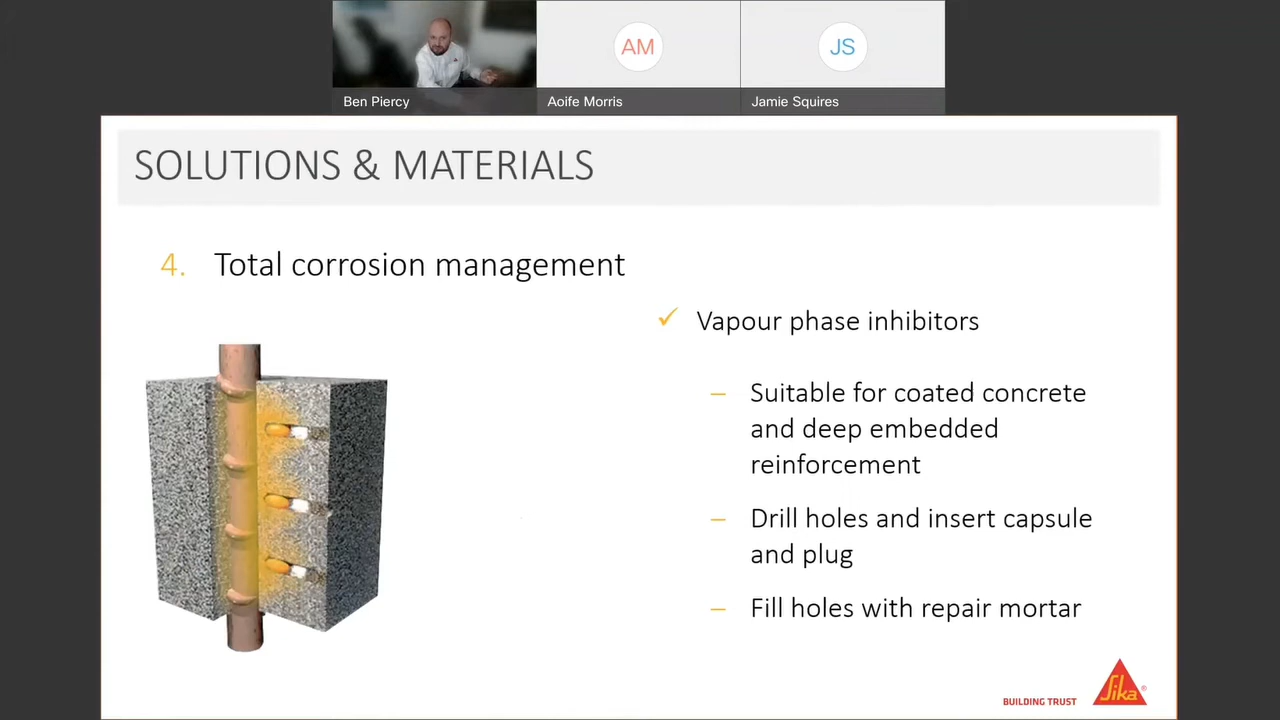 AM
JS
Ben Piercy
Aoife Morris
Jamie Squires
SOLUTIONS & MATERIALS
4. Total corrosion management
✓ Vapour phase inhibitors
– Suitable for coated concrete
and deep embedded
reinforcement
– Drill holes and insert capsule
and plug
– Fill holes with repair mortar
BUILDING TRUST
Sika®